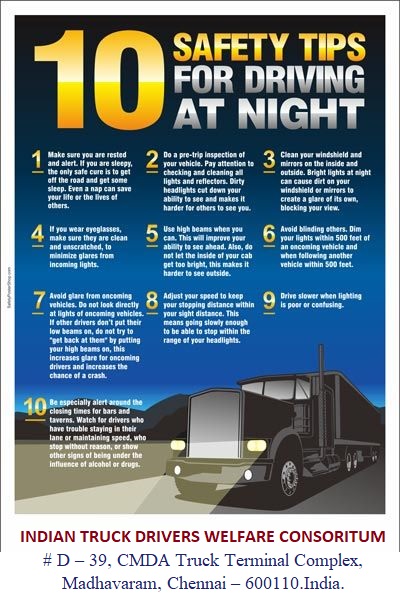 10
SAFETY TIPS
FOR DRIVING
AT NIGHT
1 Make sure you are rested
and alert. If you are sleepy,
the only safe cure is to get
off the road and get some
sleep. Even a nap can save
your life or the lives of
others.
2 Do a pre-trip inspection of
your vehicle. Pay attention to
checking and cleaning all
lights and reflectors. Dirty
headlights cut down your
ability to see and makes it
harder for others to see you.
3 Clean your windshield and
mirrors on the inside and
outside. Bright lights at night
can cause dirt on your
windshield or mirrors to
create a glare of its own,
blocking your view.
4 If you wear eyeglasses,
make sure they are clean
and unscratched, to
minimize glares from
incoming lights.
5 Use high beams when you
can. This will improve your
ability to see ahead. Also, do
not let the inside of your cab
get too bright, this makes it
harder to see outside.
6 Avoid blinding others. Dim
your lights within 500 feet of
an oncoming vehicle and
when following another
vehicle within 500 feet.
7 Avoid glare from oncoming
vehicles. Do not look directly
at lights of oncoming vehicles.
If other drivers don't put their
low beams on, do not try to
"get back at them" by putting
your high beams on, this
increases glare for oncoming
drivers and increases the
chance of a crash.
8 Adjust your speed to keep
your stopping distance within
your sight distance. This
means going slowly enough
to be able to stop within the
range of your headlights.
9 Drive slower when lighting
is poor or confusing.
10 Be especially alert around the
closing times for bars and
taverns. Watch for drivers who
have trouble staying in their
lane or maintaining speed, who
stop without reason, or show
other signs of being under the
influence of alcohol or drugs.
SafetyPosterShop.com
INDIAN TRUCK DRIVERS WELFARE CONSORITUM
# D – 39, CMDA Truck Terminal Complex,
Madhavaram, Chennai – 600110.India.